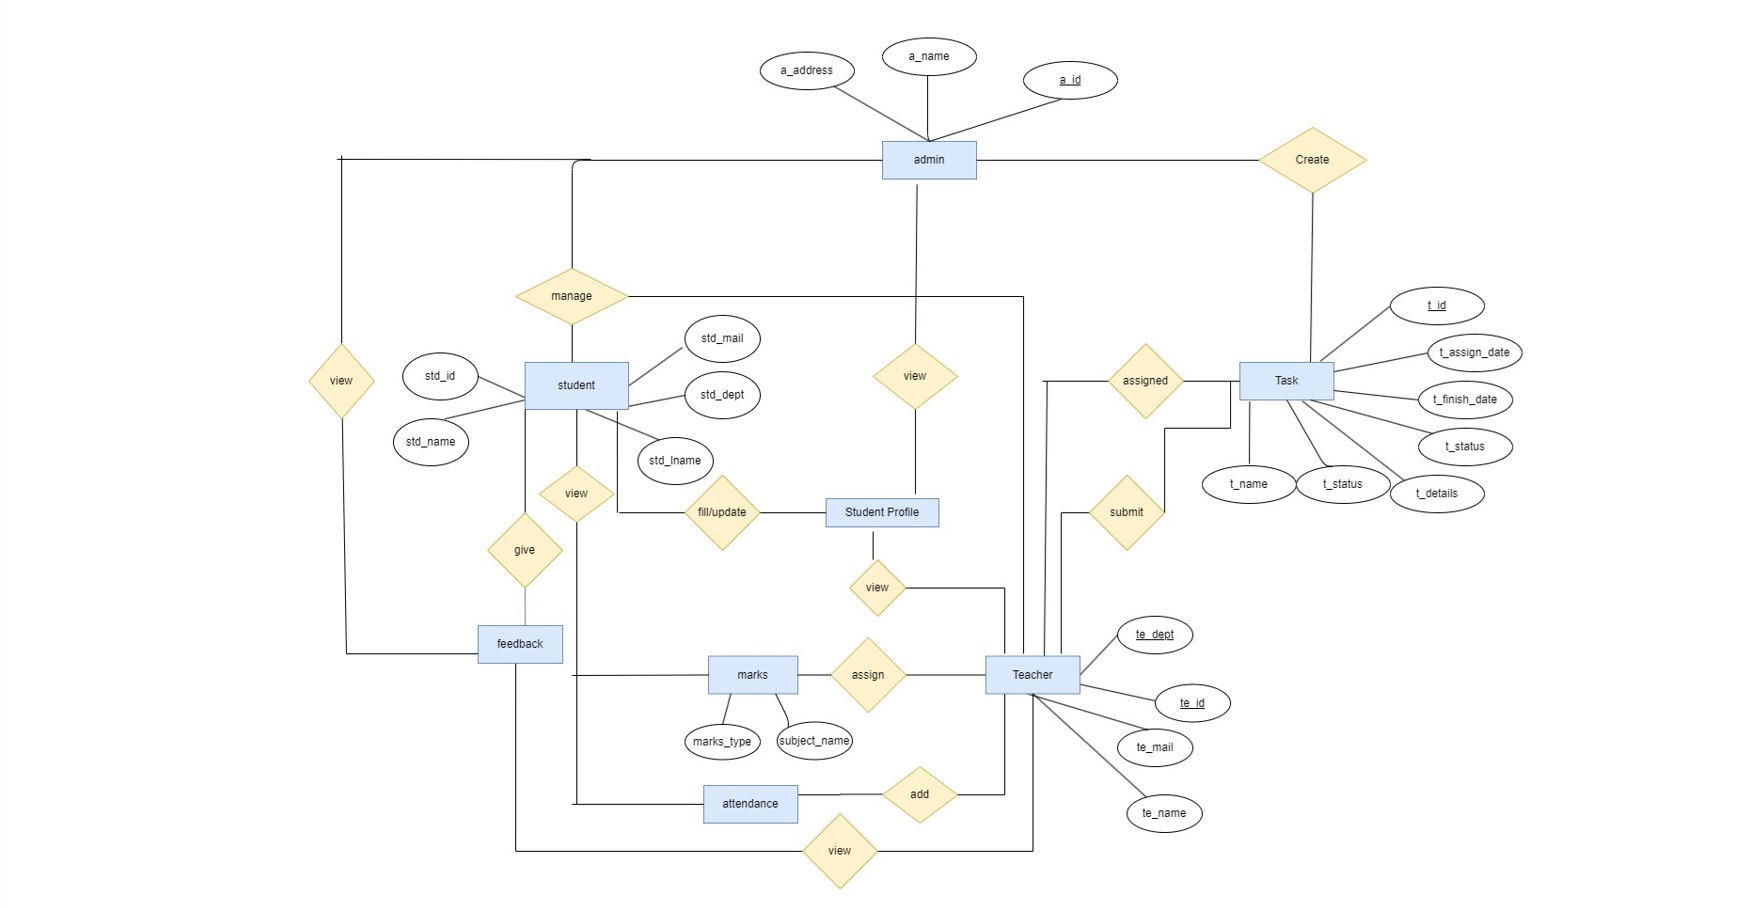 a_name
a_address
a_id
admin
Create
manage
t_id
std_mail
t_assign_date
std_id
view
student
view
assigned
Task
std_dept
t_finish_date
std_name
t_status
std_lname
view
t_name
t_status
t_details
fill/update
Student Profile
submit
give
view
te_dept
feedback
marks
assign
Teacher
te_id
marks_type
subject_name
te_mail
attendance
add
te_name
view